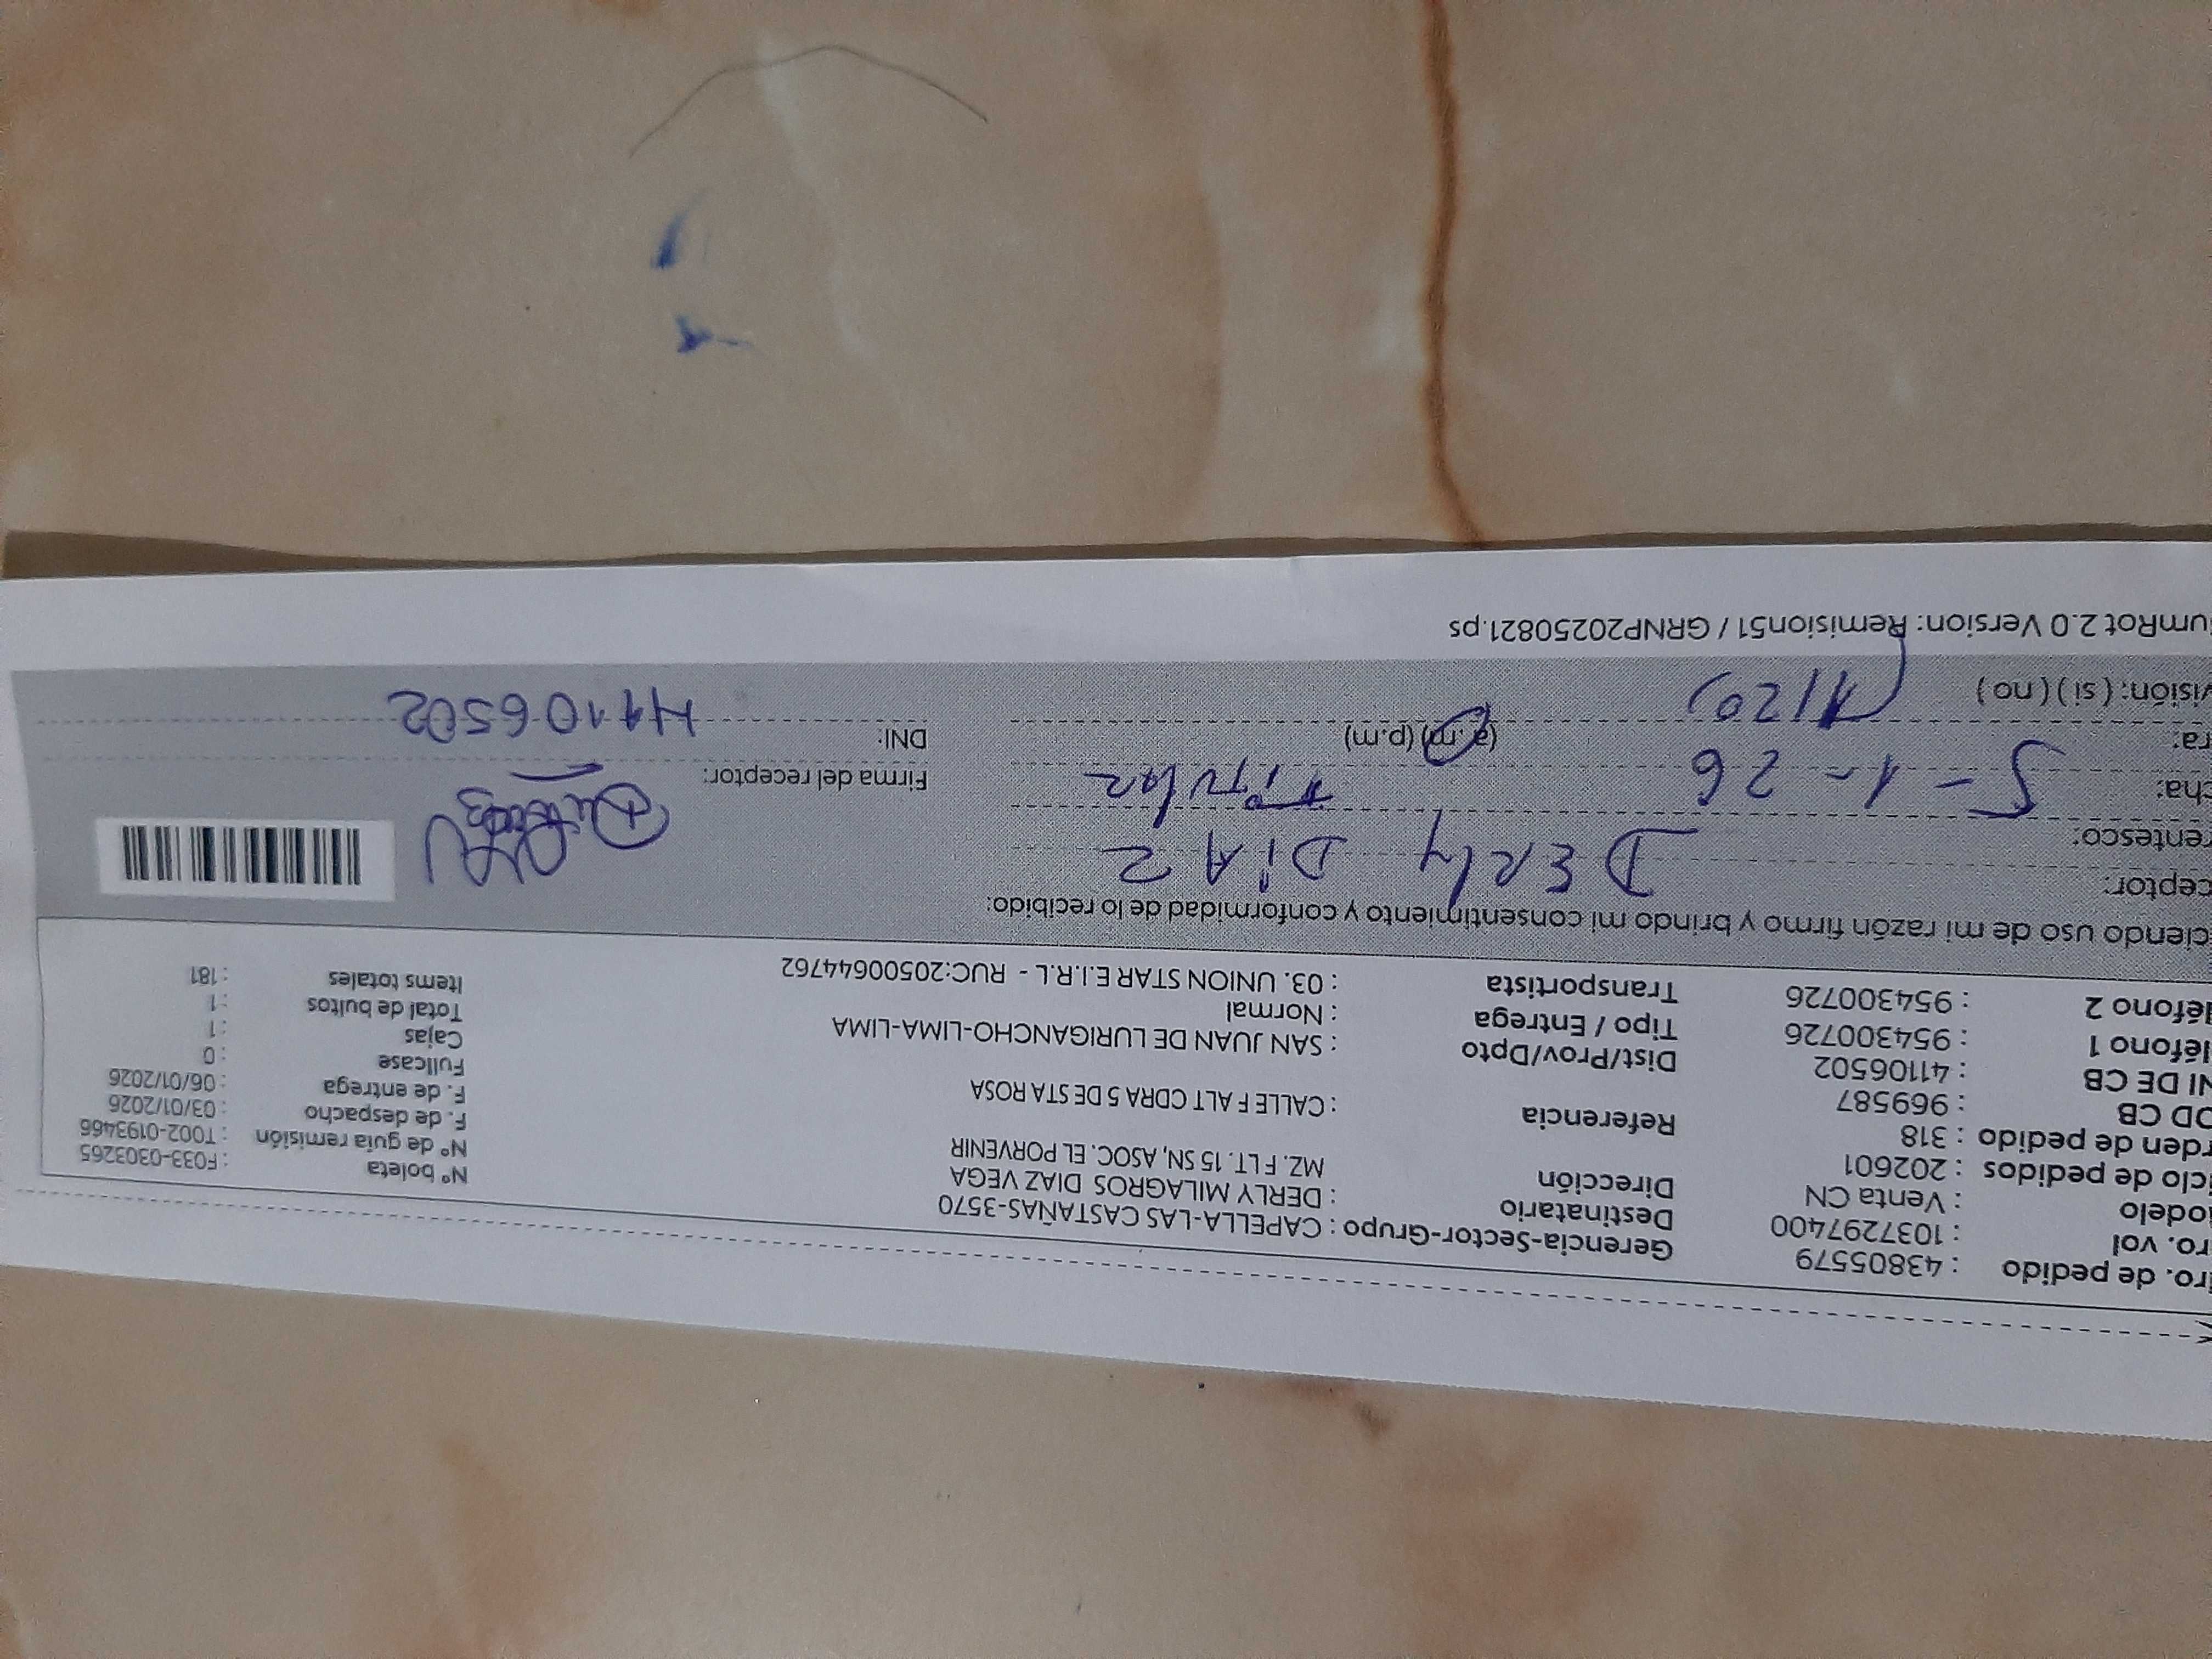 ro. de pedido : 43805579
ro. vol : 1037297400
odelo : Venta CN
iclo de pedidos : 202601
rden de pedido : 318
OD CB : 969587
NI DE CB : 41106502
léfono 1 : 954300726
léfono 2 : 954300726
Gerencia-Sector-Grupo : CAPELLA-LAS CASTAÑAS-3570
Destinatario : DERLY MILAGROS DIAZ VEGA
Dirección MZ. F LT. 15 SN, ASOC. EL PORVENIR
Referencia : CALLE F ALT CDRA 5 DE STA ROSA
Dist/Prov/Dpto : SAN JUAN DE LURIGANCHO-LIMA-LIMA
Tipo / Entrega : Normal
Transportista : 03. UNION STAR E.I.R.L - RUC:20500644762
Nº boleta : F033-0303265
Nº de guía remisión : T002-0193466
F. de despacho : 03/01/2026
F. de entrega : 06/01/2026
Fullcase : 0
Cajas : 1
Total de bultos : 1
Items totales : 181
ciendo uso de mi razón firmo y brindo mi consentimiento y conformidad de lo recibido:
ceptor: DERly DiAZ
rentesco: Titular
cha: 5-1-26
ra: (a.m) (p.m)
visión: ( si ) ( no )
Firma del receptor:
DNI: 41106502
umRot 2.0 Version: Remision51 / GRNP20250821.ps